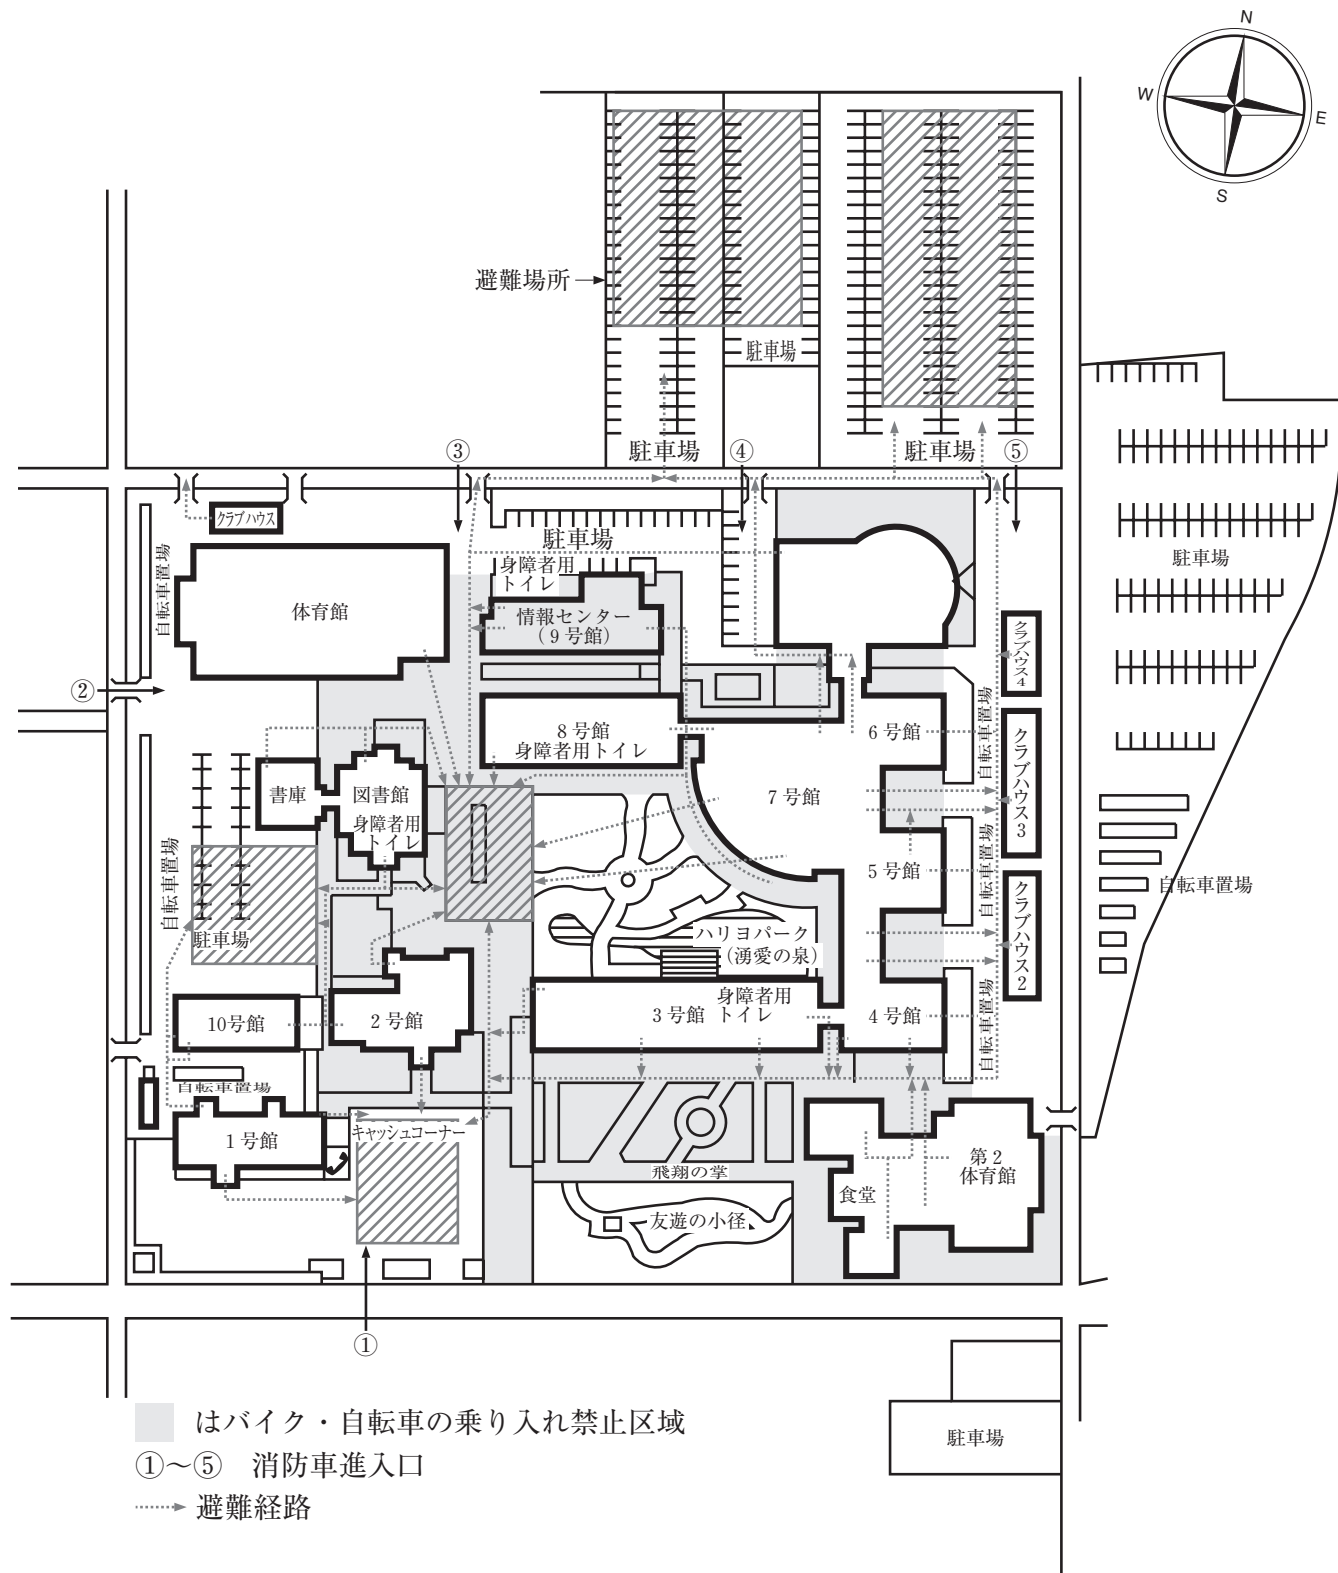 N
W
E
S
避難場所
駐車場
駐車場
駐車場
③
④
⑤
クラブハウス
駐車場
自転車置場
体育館
身障者用
トイレ
情報センター
(9号館)
②
8号館
身障者用トイレ
6号館
7号館
5号館
4号館
クラブハウス4
クラブハウス3
クラブハウス2
自転車置場
自転車置場
自転車置場
駐車場
自転車置場
書庫
図書館
身障者用
トイレ
自転車置場
駐車場
ハリヨパーク
(湧愛の泉)
10号館
2号館
3号館
身障者用
トイレ
自転車置場
1号館
キャッシュコーナー
飛翔の掌
友遊の小径
食堂
第2
体育館
①
駐車場
はバイク・自転車の乗り入れ禁止区域
①〜⑤ 消防車進入口
避難経路